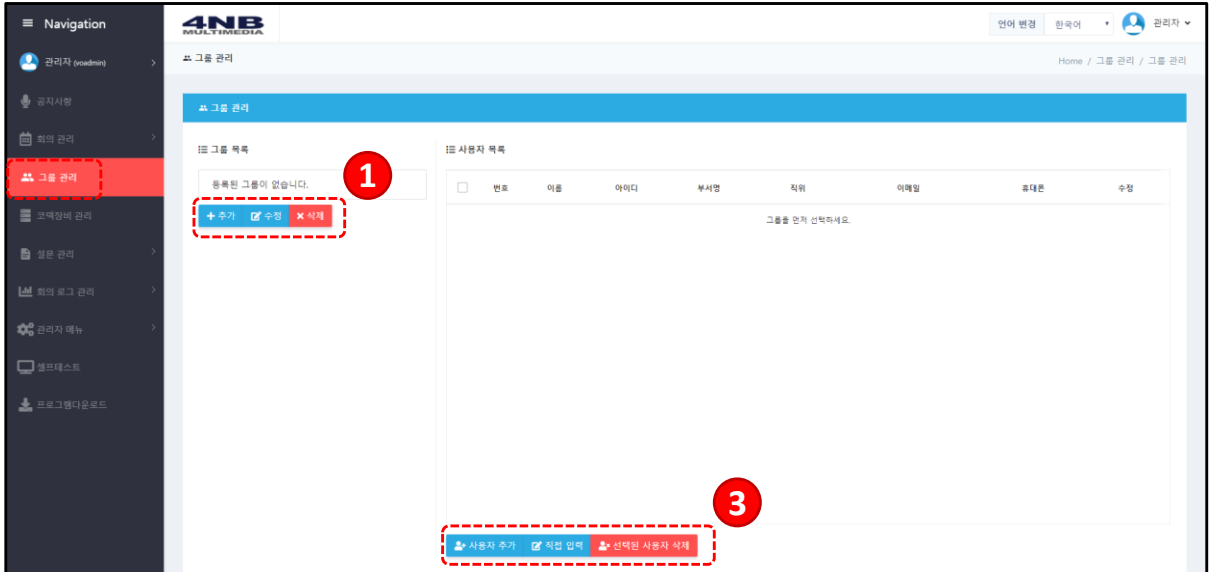 Navigation
4NB
MULTIMEDIA
언어 변경
한국어
관리자
관리자 (voadmin)
그룹 관리
Home / 그룹 관리 / 그룹 관리
공지사항
회의 관리
그룹 관리
코덱장비 관리
설문 관리
회의 로그 관리
관리자 메뉴
셀프테스트
프로그램다운로드
그룹 관리
그룹 목록
등록된 그룹이 없습니다.
1
추가 수정 삭제
사용자 목록
번호 이름 아이디 부서명 직위 이메일 휴대폰 수정
그룹을 먼저 선택하세요.
3
사용자 추가 직접 입력 선택된 사용자 삭제